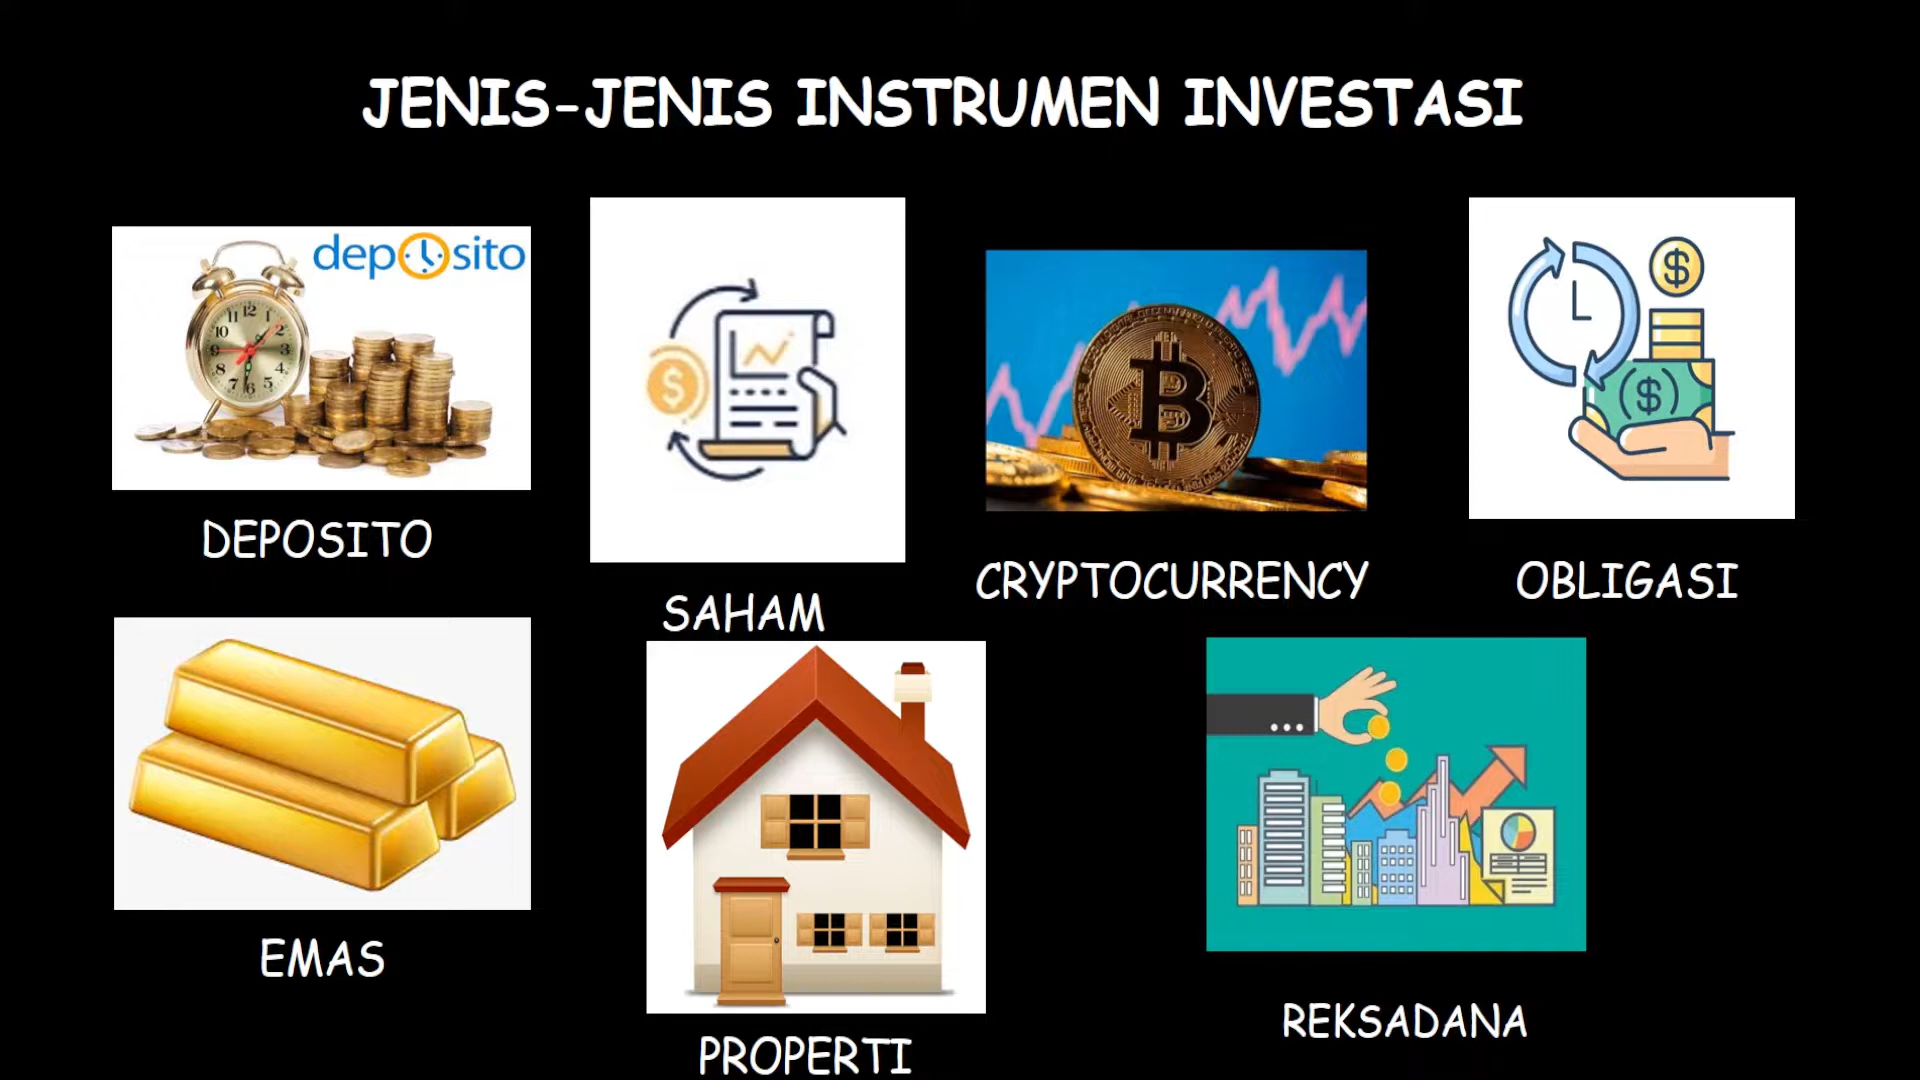 JENIS-JENIS INSTRUMEN INVESTASI
deposito
DEPOSITO
SAHAM
CRYPTOCURRENCY
OBLIGASI
EMAS
PROPERTI
REKSADANA